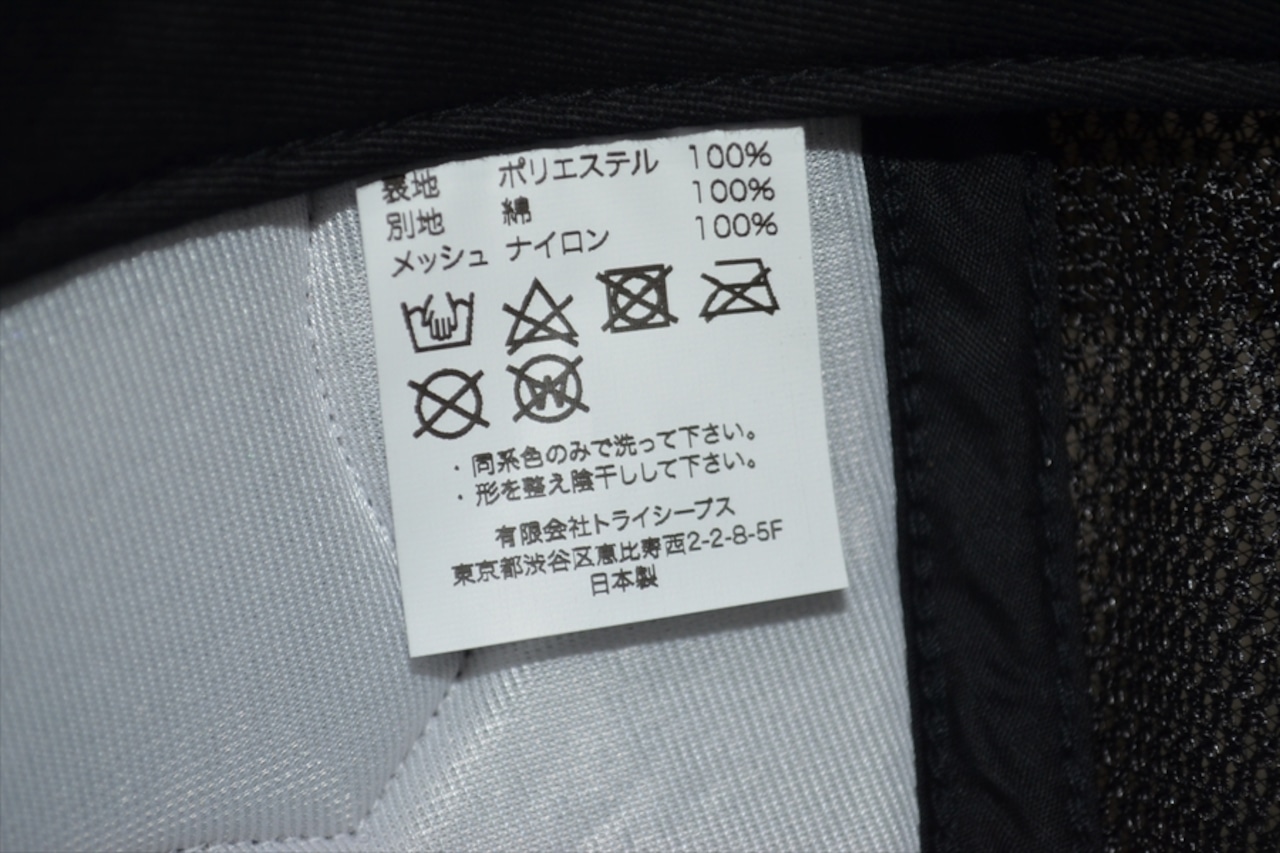 表地 ポリエステル 100%
別地 綿 100%
メッシュ ナイロン 100%
・同系色のみで洗って下さい。
・形を整え陰干しして下さい。
有限会社トライシープス
東京都渋谷区恵比寿西2-2-8-5F
日本製